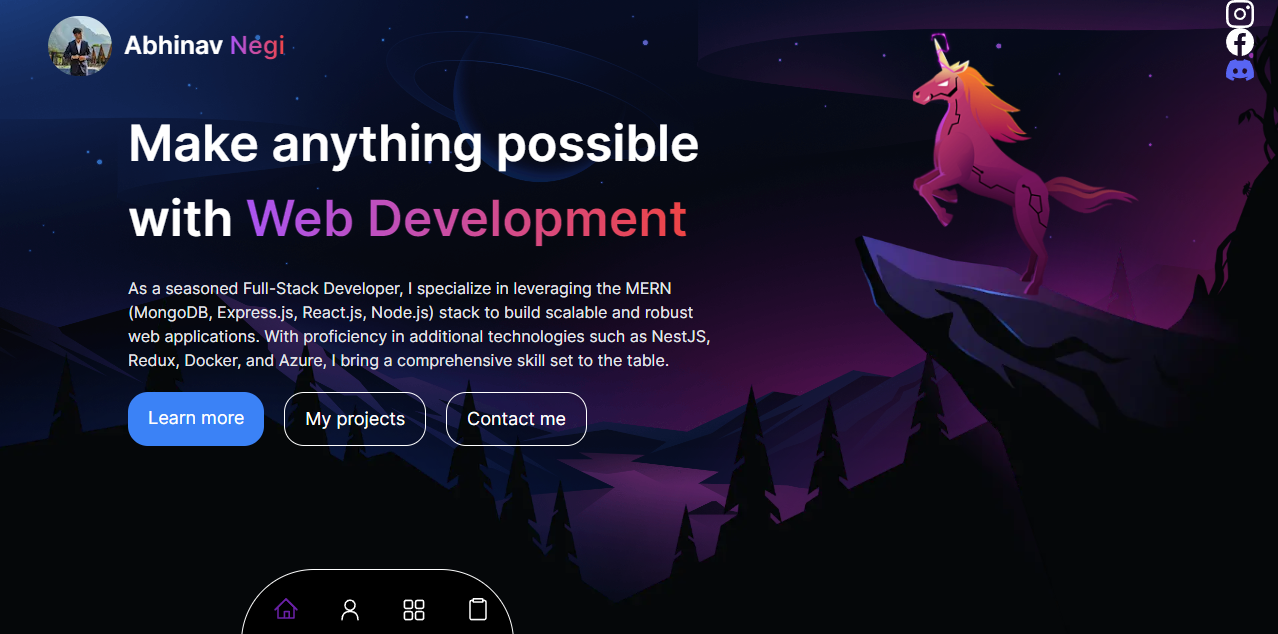 Abhinav Negi
Make anything possible
with Web Development
As a seasoned Full-Stack Developer, I specialize in leveraging the MERN
(MongoDB, Express.js, React.js, Node.js) stack to build scalable and robust
web applications. With proficiency in additional technologies such as NestJS,
Redux, Docker, and Azure, I bring a comprehensive skill set to the table.
Learn more
My projects
Contact me